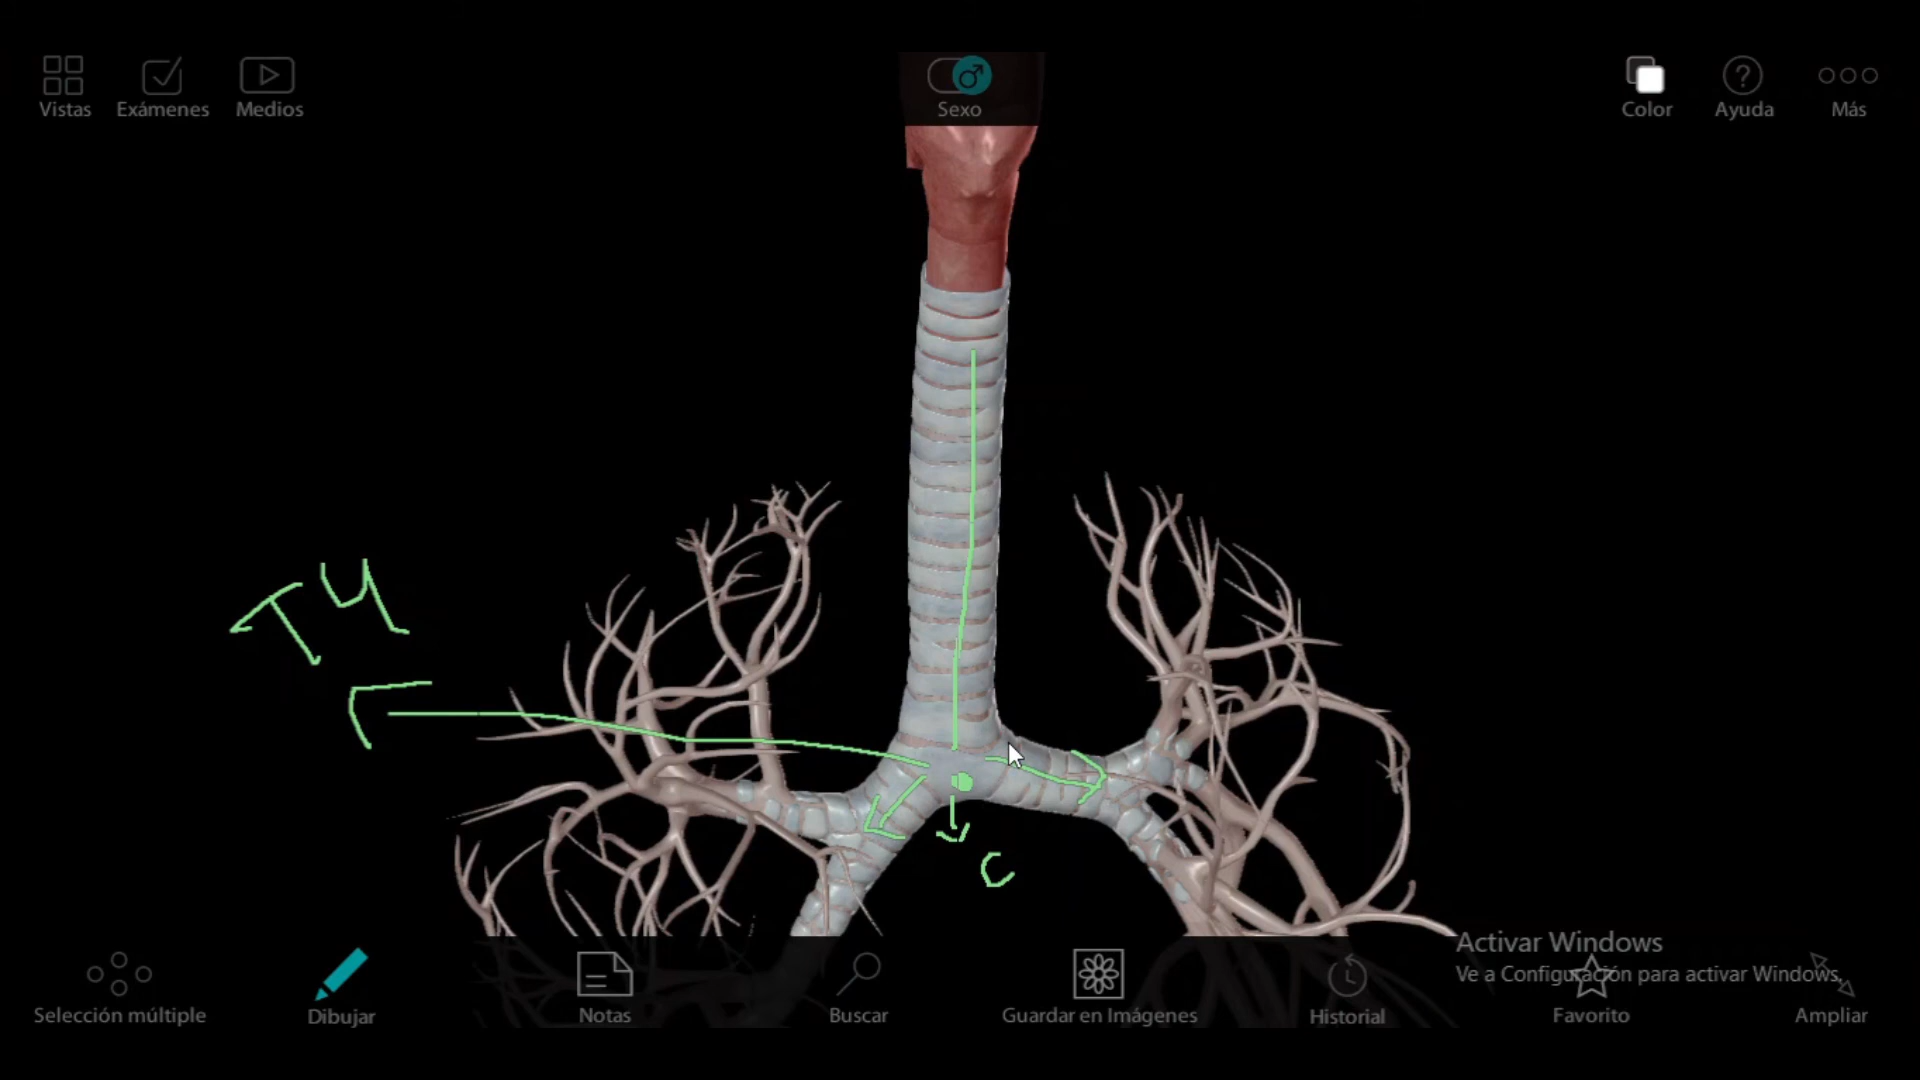 Vistas
Exámenes
Medios
Sexo
Color
Ayuda
Más
T4
C
Activar Windows
Ve a Configuración para activar Windows.
Selección múltiple
Dibujar
Notas
Buscar
Guardar en Imágenes
Historial
Favorito
Ampliar